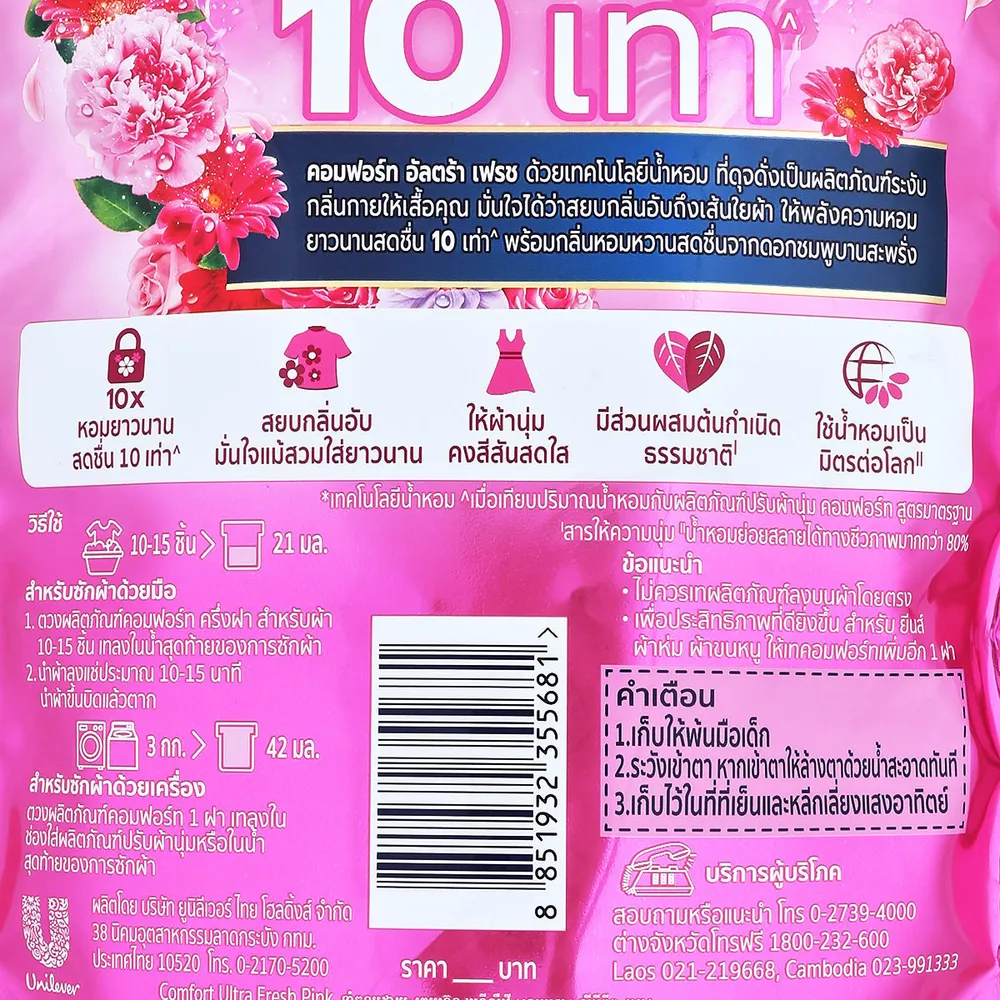 10 เท่า^
คอมฟอร์ท อัลตร้า เฟรช ด้วยเทคโนโลยีน้ำหอม ที่ดุจดั่งเป็นผลิตภัณฑ์ระงับ
กลิ่นกายให้เสื้อคุณ มั่นใจได้ว่าสยบกลิ่นอับถึงเส้นใยผ้า ให้พลังความหอม
ยาวนานสดชื่น 10 เท่า^ พร้อมกลิ่นหอมหวานสดชื่นจากดอกชมพูบานสะพรั่ง
10x
หอมยาวนาน
สดชื่น 10 เท่า^
สยบกลิ่นอับ
มั่นใจแม้สวมใส่ยาวนาน
ให้ผ้านุ่ม
คงสีสันสดใส
มีส่วนผสมต้นกำเนิด
ธรรมชาติ|
ใช้น้ำหอมเป็น
มิตรต่อโลก||
*เทคโนโลยีน้ำหอม ^เมื่อเทียบปริมาณน้ำหอมกับผลิตภัณฑ์ปรับผ้านุ่ม คอมฟอร์ท สูตรมาตรฐาน
|สารให้ความนุ่ม ||น้ำหอมย่อยสลายได้ทางชีวภาพมากกว่า 80%
วิธีใช้
10-15 ชิ้น > 21 มล.
สำหรับซักผ้าด้วยมือ
1. ตวงผลิตภัณฑ์คอมฟอร์ท ครึ่งฝา สำหรับผ้า
10-15 ชิ้น เทลงในน้ำสุดท้ายของการซักผ้า
2. นำผ้าลงแช่ประมาณ 10-15 นาที
นำผ้าขึ้นบิดแล้วตาก
3 กก. > 42 มล.
สำหรับซักผ้าด้วยเครื่อง
ตวงผลิตภัณฑ์คอมฟอร์ท 1 ฝา เทลงใน
ช่องใส่ผลิตภัณฑ์ปรับผ้านุ่มหรือในน้ำ
สุดท้ายของการซักผ้า
Unilever
ผลิตโดย บริษัท ยูนิลีเวอร์ ไทย โฮลดิ้งส์ จำกัด
38 นิคมอุตสาหกรรมลาดกระบัง กทม.
ประเทศไทย 10520 โทร. 0-2170-5200
Comfort Ultra Fresh Pink
8 851932 355681 >
ราคา ___ บาท
ข้อแนะนำ
• ไม่ควรเทผลิตภัณฑ์ลงบนผ้าโดยตรง
• เพื่อประสิทธิภาพที่ดียิ่งขึ้น สำหรับ ยีนส์
ผ้าห่ม ผ้าขนหนู ให้เทคอมฟอร์ทเพิ่มอีก 1 ฝา
คำเตือน
1.เก็บให้พ้นมือเด็ก
2.ระวังเข้าตา หากเข้าตาให้ล้างตาด้วยน้ำสะอาดทันที
3.เก็บไว้ในที่ที่เย็นและหลีกเลี่ยงแสงอาทิตย์
บริการผู้บริโภค
สอบถามหรือแนะนำ โทร 0-2739-4000
ต่างจังหวัดโทรฟรี 1800-232-600
Laos 021-219668, Cambodia 023-991333